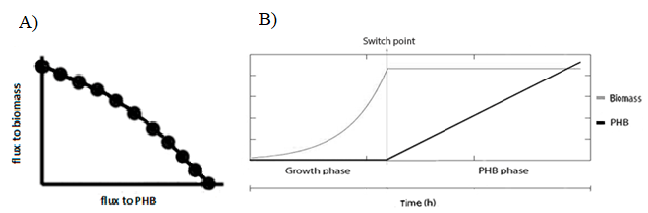 A)
flux to biomass
flux to PHB
B)
Switch point
Biomass
PHB
Growth phase
PHB phase
Time (h)